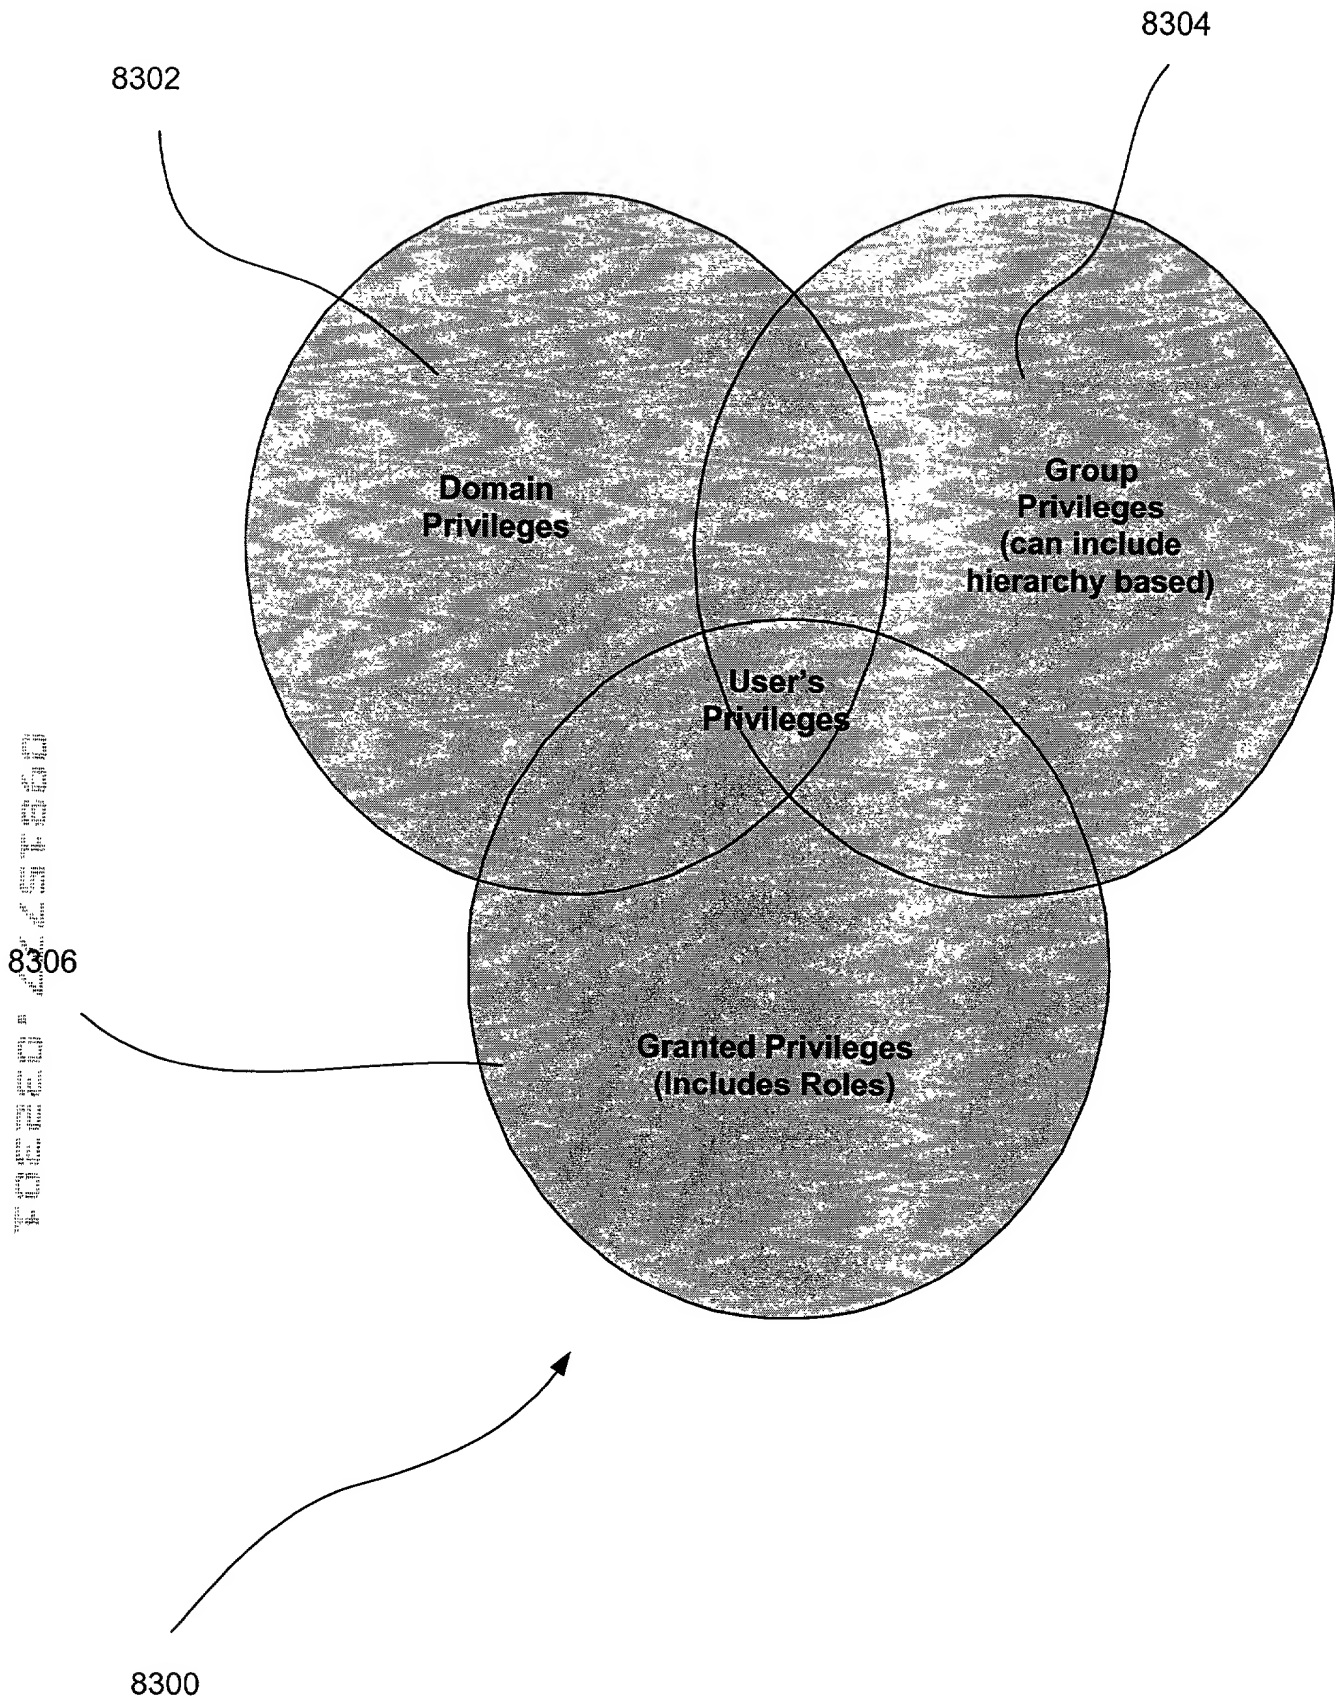 8304
8302
Domain
Privileges
Group
Privileges
(can include
hierarchy based)
User's
Privileges
8306
Granted Privileges
(Includes Roles)
8300